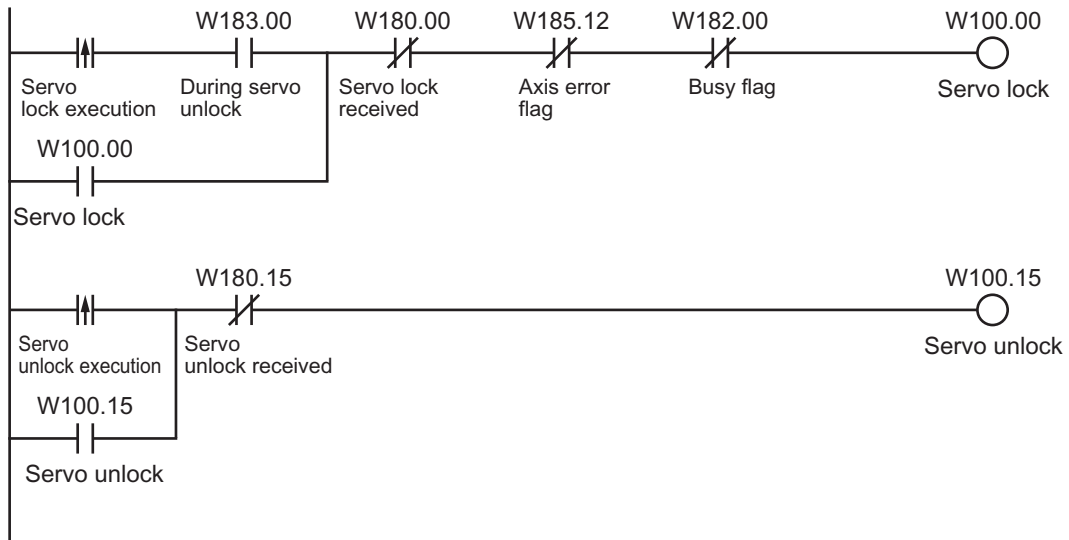 W183.00 W180.00 W185.12 W182.00 W100.00
Servo
lock execution
During servo
unlock
Servo lock
received
Axis error
flag
Busy flag
Servo lock
W100.00
Servo lock
W180.15 W100.15
Servo
unlock execution
Servo
unlock received
Servo unlock
W100.15
Servo unlock